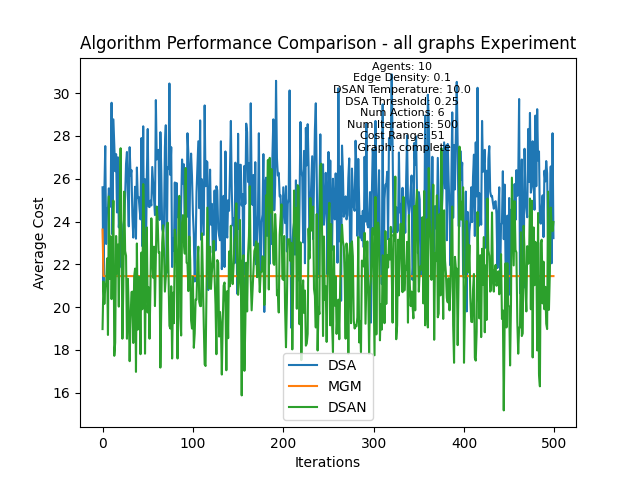 Algorithm Performance Comparison - all graphs Experiment
Agents: 10
Edge Density: 0.1
DSAN Temperature: 10.0
DSA Threshold: 0.25
Num Actions: 6
Num Iterations: 500
Cost Range: 51
Graph: complete
30
28
26
24
22
20
18
16
Average Cost
DSA
MGM
DSAN
0
100
200
300
400
500
Iterations